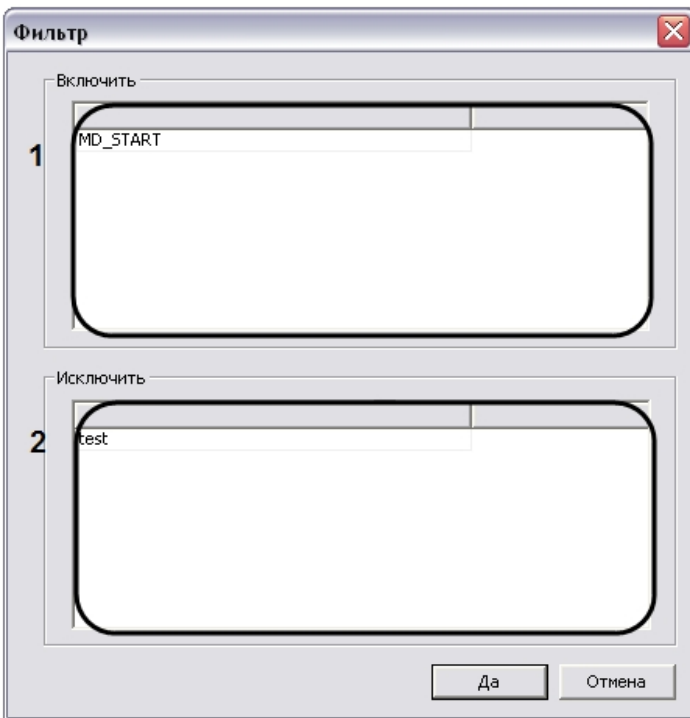 Фильтр
Включить
1
MD_START
Исключить
2
test
Да
Отмена